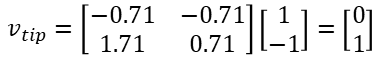 v_tip = [−0.71 −0.71; 1.71 0.71] [1; −1] = [0; 1]